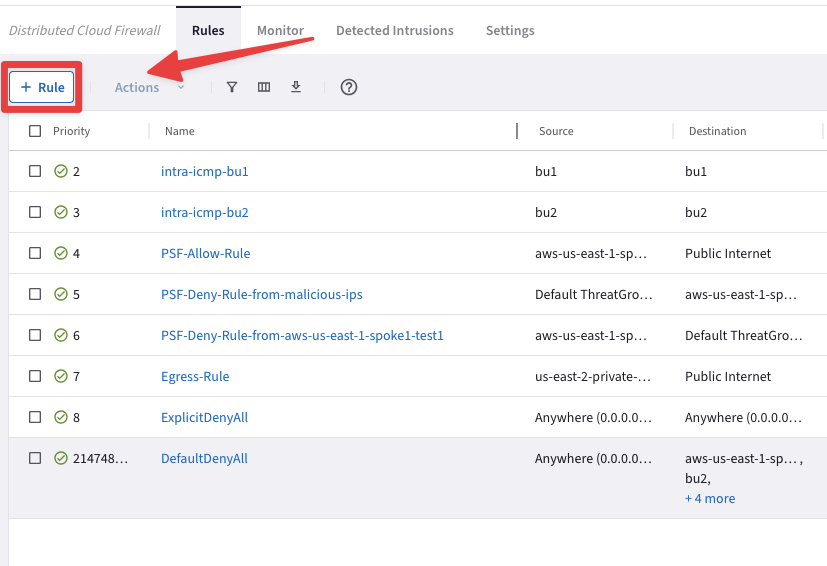 Distributed Cloud Firewall Rules Monitor Detected Intrusions Settings
+ Rule Actions
Priority Name Source Destination
2 intra-icmp-bu1 bu1 bu1
3 intra-icmp-bu2 bu2 bu2
4 PSF-Allow-Rule aws-us-east-1-sp… Public Internet
5 PSF-Deny-Rule-from-malicious-ips Default ThreatGro… aws-us-east-1-sp…
6 PSF-Deny-Rule-from-aws-us-east-1-spoke1-test1 aws-us-east-1-sp… Default ThreatGro…
7 Egress-Rule us-east-2-private-… Public Internet
8 ExplicitDenyAll Anywhere (0.0.0.0… Anywhere (0.0.0.0…
214748… DefaultDenyAll Anywhere (0.0.0.0… aws-us-east-1-sp… ,
bu2,
+ 4 more